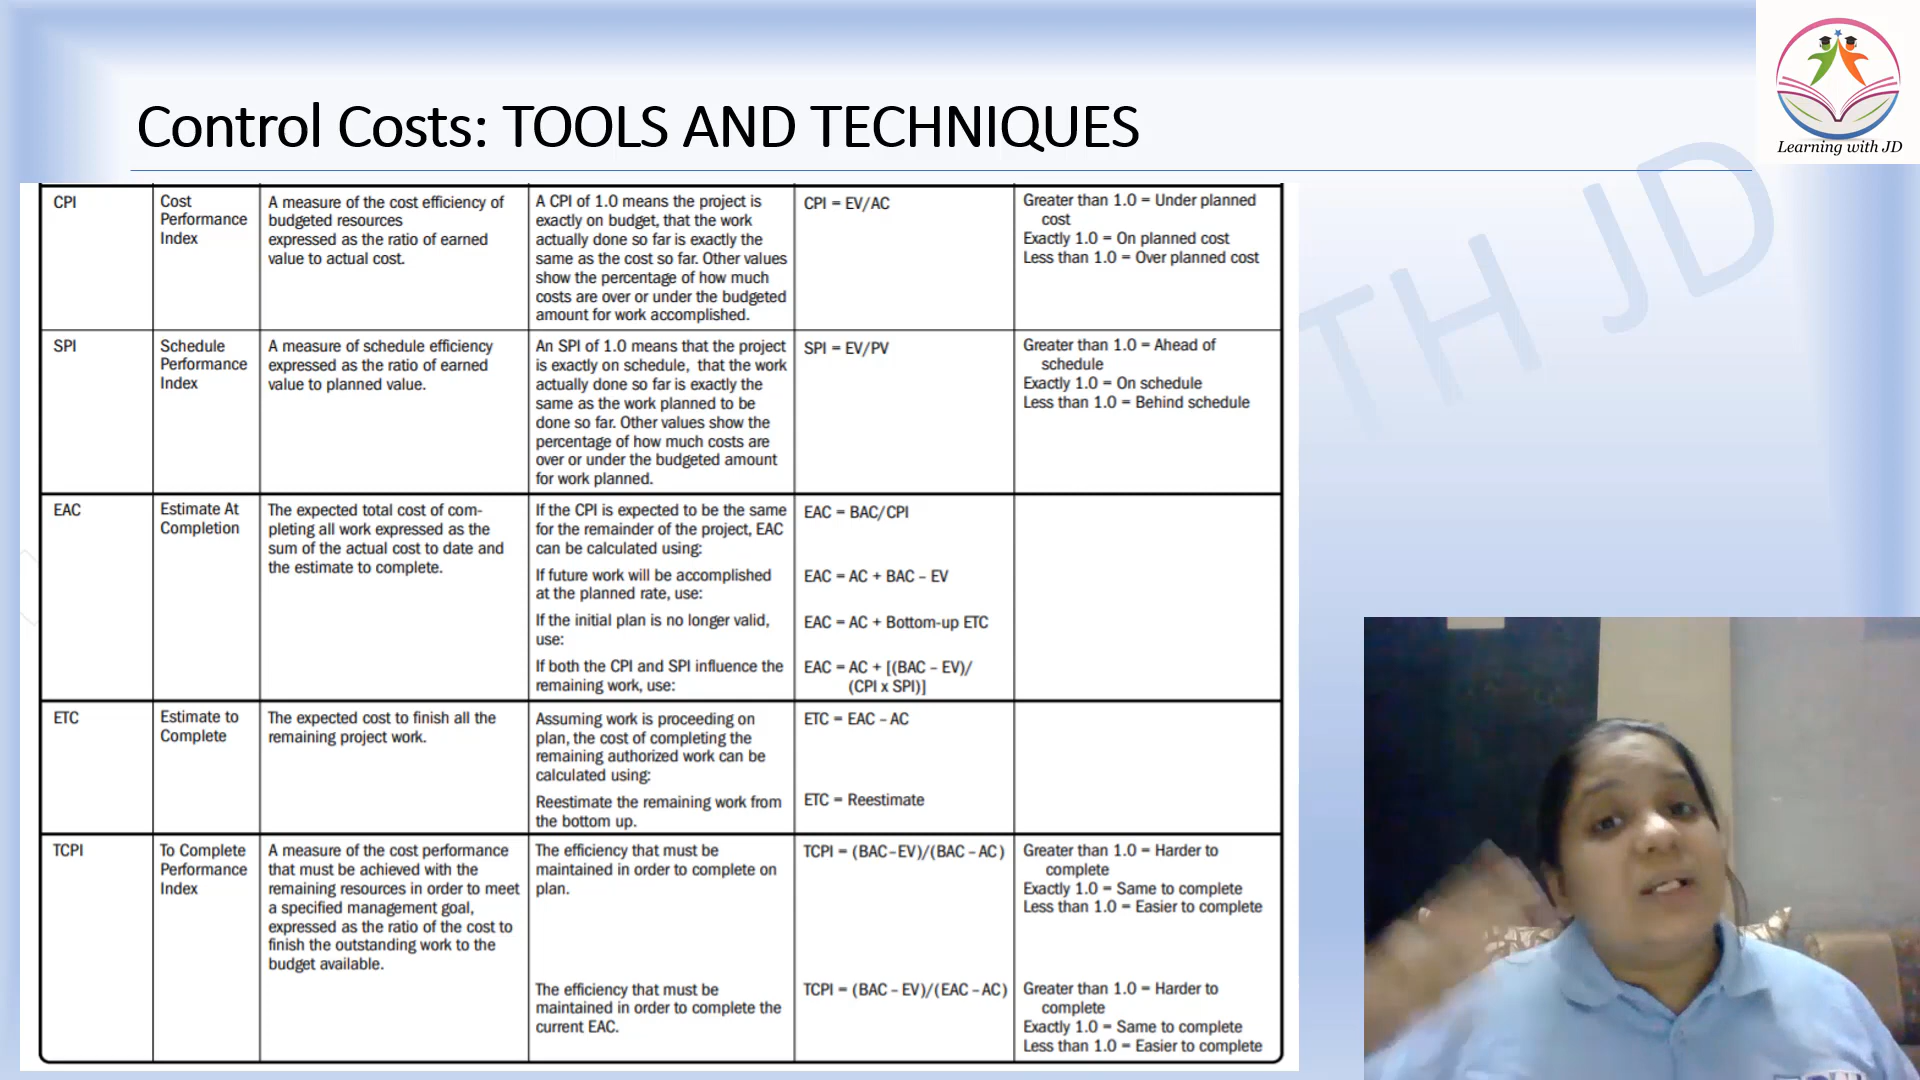 Control Costs: TOOLS AND TECHNIQUES
Learning with JD
CPI
Cost
Performance
Index
A measure of the cost efficiency of
budgeted resources
expressed as the ratio of earned
value to actual cost.
A CPI of 1.0 means the project is
exactly on budget, that the work
actually done so far is exactly the
same as the cost so far. Other values
show the percentage of how much
costs are over or under the budgeted
amount for work accomplished.
CPI = EV/AC
Greater than 1.0 = Under planned
cost
Exactly 1.0 = On planned cost
Less than 1.0 = Over planned cost
SPI
Schedule
Performance
Index
A measure of schedule efficiency
expressed as the ratio of earned
value to planned value.
An SPI of 1.0 means that the project
is exactly on schedule, that the work
actually done so far is exactly the
same as the work planned to be
done so far. Other values show the
percentage of how much costs are
over or under the budgeted amount
for work planned.
SPI = EV/PV
Greater than 1.0 = Ahead of
schedule
Exactly 1.0 = On schedule
Less than 1.0 = Behind schedule
EAC
Estimate At
Completion
The expected total cost of com-
pleting all work expressed as the
sum of the actual cost to date and
the estimate to complete.
If the CPI is expected to be the same
for the remainder of the project, EAC
can be calculated using:
EAC = BAC/CPI
If future work will be accomplished
at the planned rate, use:
EAC = AC + BAC – EV
If the initial plan is no longer valid,
use:
EAC = AC + Bottom-up ETC
If both the CPI and SPI influence the
remaining work, use:
EAC = AC + [(BAC – EV)/
(CPI x SPI)]
ETC
Estimate to
Complete
The expected cost to finish all the
remaining project work.
Assuming work is proceeding on
plan, the cost of completing the
remaining authorized work can be
calculated using:
ETC = EAC – AC
Reestimate the remaining work from
the bottom up.
ETC = Reestimate
TCPI
To Complete
Performance
Index
A measure of the cost performance
that must be achieved with the
remaining resources in order to meet
a specified management goal,
expressed as the ratio of the cost to
finish the outstanding work to the
budget available.
The efficiency that must be
maintained in order to complete on
plan.
TCPI = (BAC – EV)/(BAC – AC)
Greater than 1.0 = Harder to
complete
Exactly 1.0 = Same to complete
Less than 1.0 = Easier to complete
The efficiency that must be
maintained in order to complete the
current EAC.
TCPI = (BAC – EV)/(EAC – AC)
Greater than 1.0 = Harder to
complete
Exactly 1.0 = Same to complete
Less than 1.0 = Easier to complete
TH JD